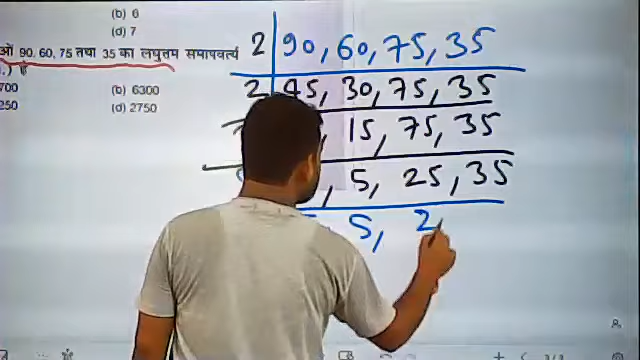 (b) 6
(d) 7
ओं 90, 60, 75 तथा 35 का लघुत्तम समापवर्त्य
.) है
700 (b) 6300
250 (d) 2750
2 90, 60, 75, 35
2 45, 30, 75, 35
, 15, 75, 35
, 5, 25, 35
5, 2